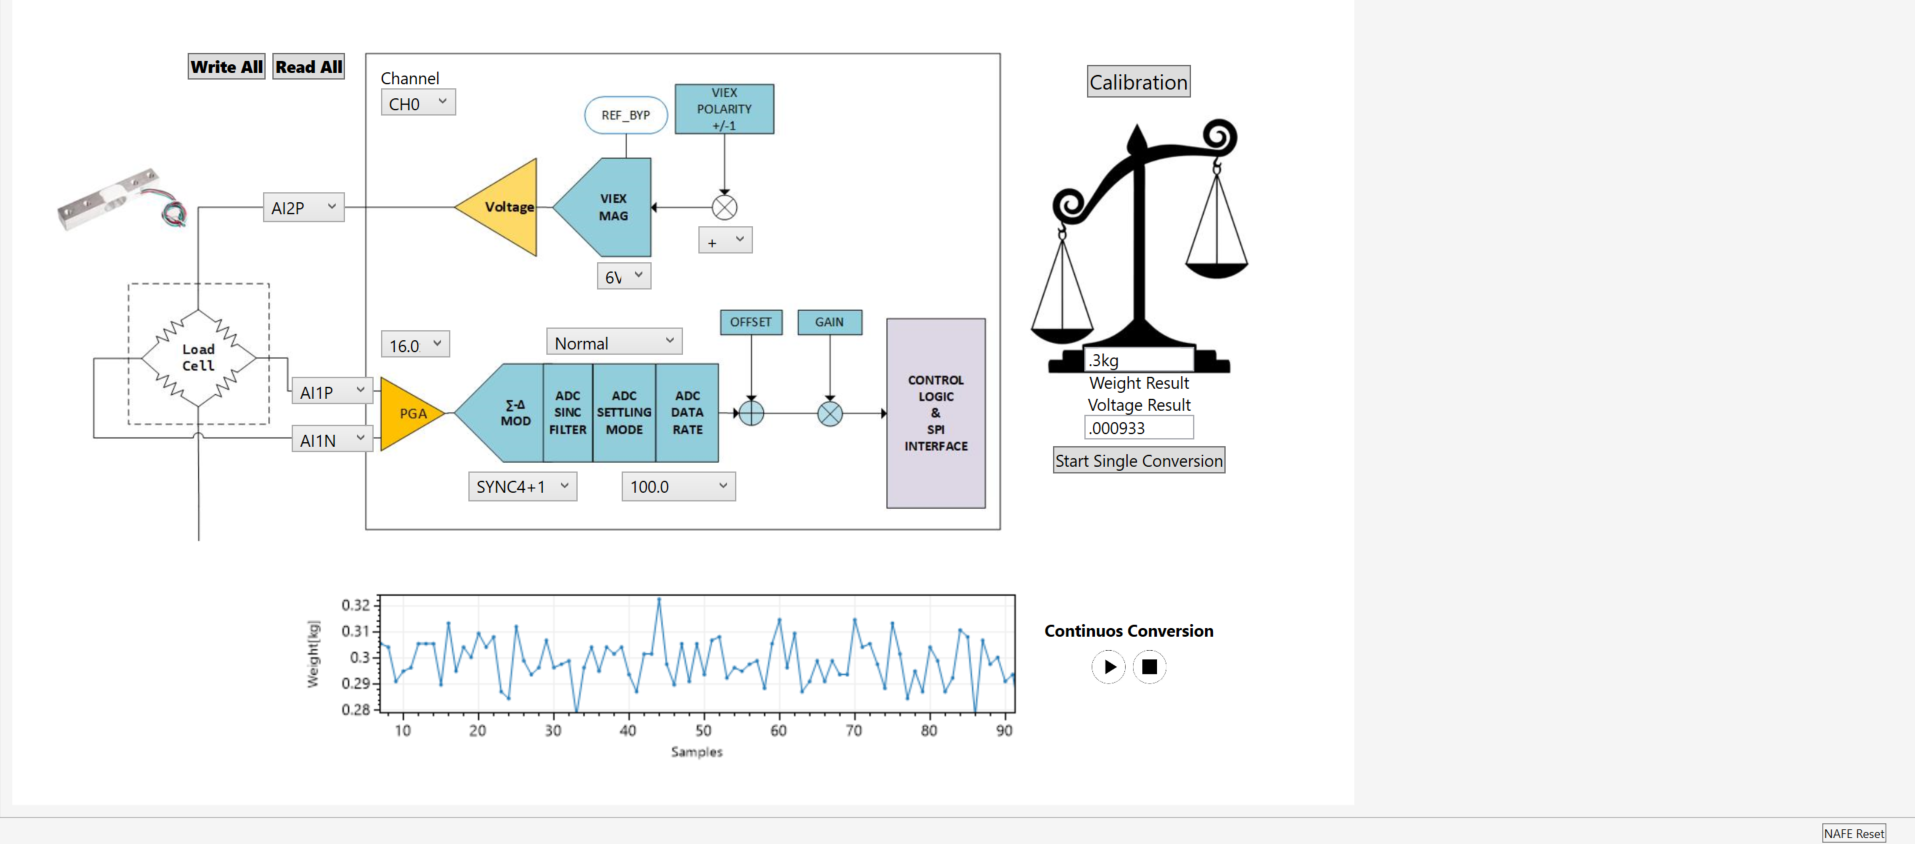 Write All
Read All
Channel
CH0
REF_BYP
VIEX
POLARITY
+/-1
Calibration
AI2P
Voltage
VIEX
MAG
+
6V
Load
Cell
16.0
Normal
OFFSET
GAIN
AI1P
AI1N
PGA
Σ-Δ
MOD
ADC
SINC
FILTER
ADC
SETTLING
MODE
ADC
DATA
RATE
CONTROL
LOGIC
&
SPI
INTERFACE
SYNC4+1
100.0
.3kg
Weight Result
Voltage Result
.000933
Start Single Conversion
Weight[kg]
0.32
0.31
0.3
0.29
0.28
10 20 30 40 50 60 70 80 90
Samples
Continuos Conversion
NAFE Reset